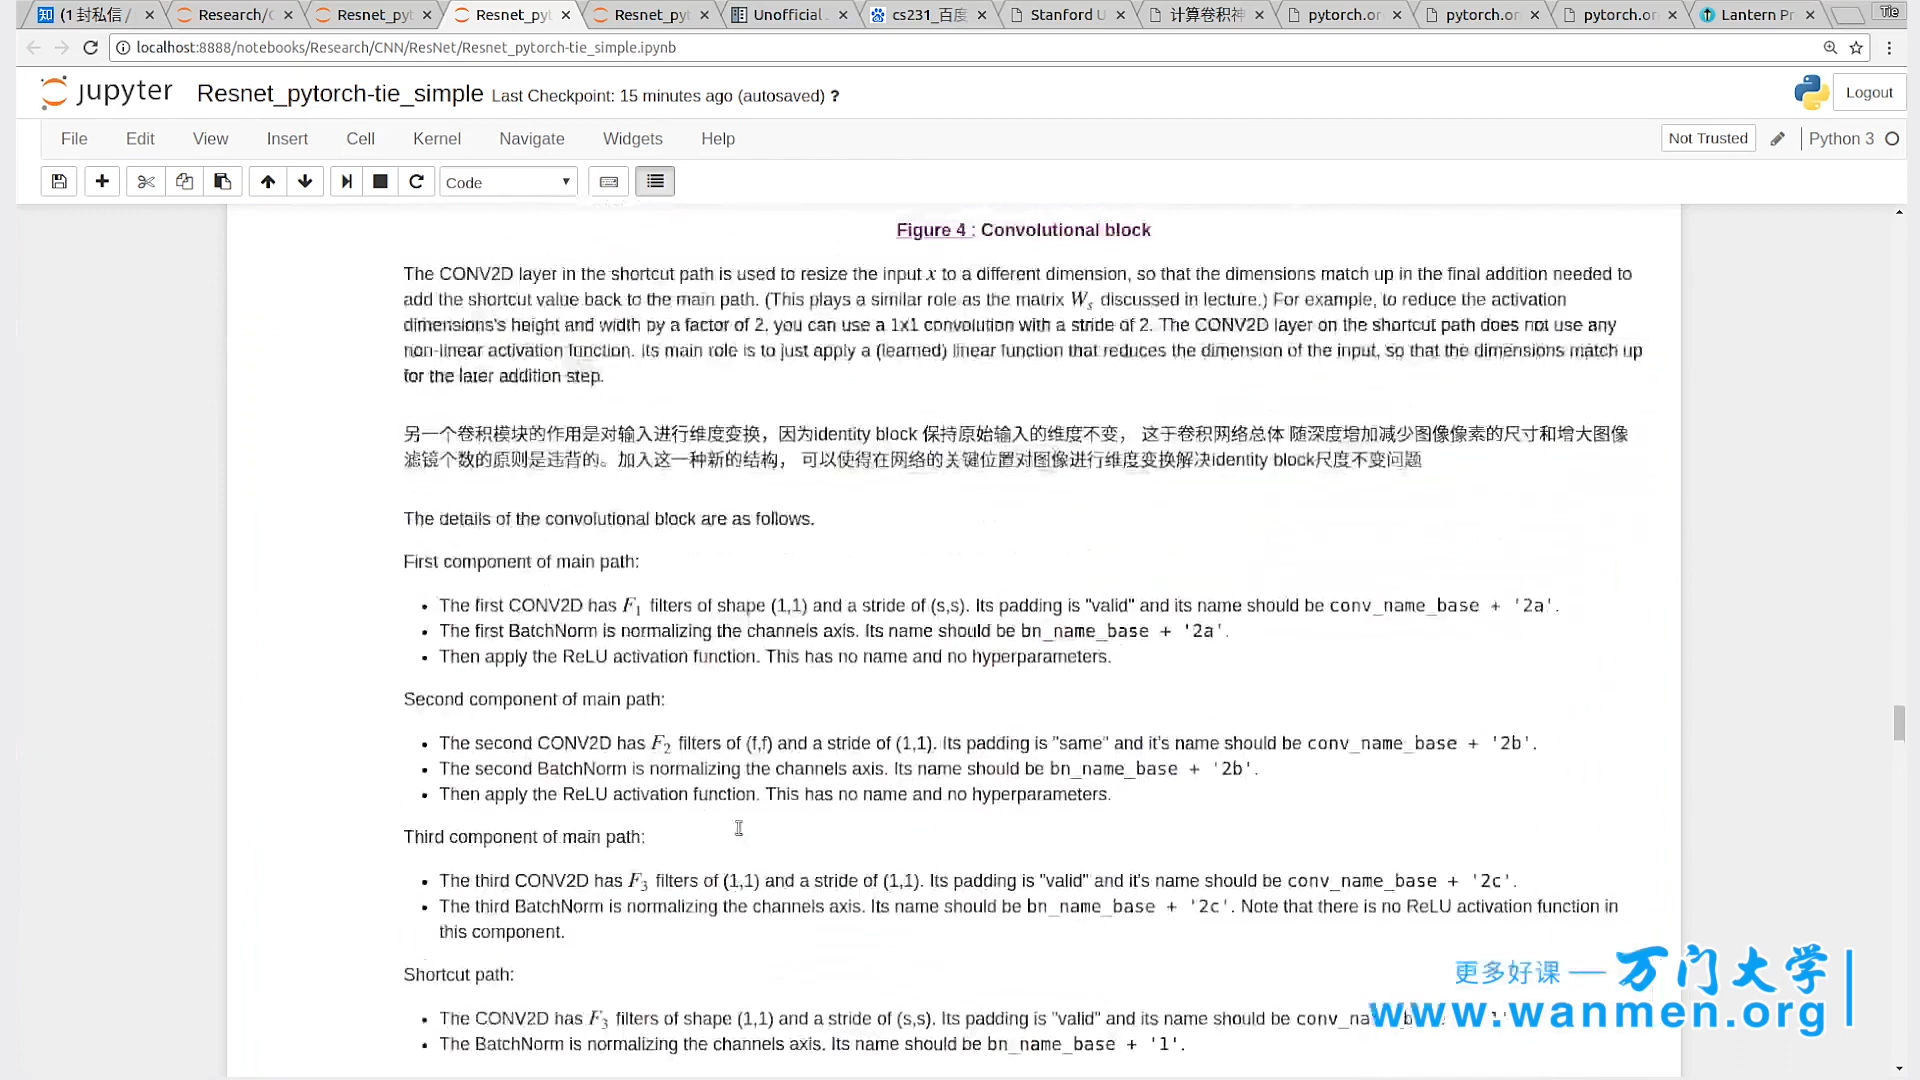 (1 封私信 /
Research/C
Resnet_py
Resnet_py
Resnet_py
Unofficial
cs231_百度
Stanford U
计算卷积神
pytorch.or
pytorch.or
pytorch.or
Lantern Pr
Tie
localhost:8888/notebooks/Research/CNN/ResNet/Resnet_pytorch-tie_simple.ipynb
jupyter Resnet_pytorch-tie_simple Last Checkpoint: 15 minutes ago (autosaved) ?
Logout
File Edit View Insert Cell Kernel Navigate Widgets Help
Not Trusted
Python 3
Code
Figure 4 : Convolutional block
The CONV2D layer in the shortcut path is used to resize the input x to a different dimension, so that the dimensions match up in the final addition needed to
add the shortcut value back to the main path. (This plays a similar role as the matrix Ws discussed in lecture.) For example, to reduce the activation
dimensions's height and width by a factor of 2, you can use a 1x1 convolution with a stride of 2. The CONV2D layer on the shortcut path does not use any
non-linear activation function. Its main role is to just apply a (learned) linear function that reduces the dimension of the input, so that the dimensions match up
for the later addition step.
另一个卷积模块的作用是对输入进行维度变换，因为identity block 保持原始输入的维度不变， 这于卷积网络总体 随深度增加减少图像像素的尺寸和增大图像
滤镜个数的原则是违背的。加入这一种新的结构， 可以使得在网络的关键位置对图像进行维度变换解决identity block尺度不变问题
The details of the convolutional block are as follows.
First component of main path:
• The first CONV2D has F1 filters of shape (1,1) and a stride of (s,s). Its padding is "valid" and its name should be conv_name_base + '2a'.
• The first BatchNorm is normalizing the channels axis. Its name should be bn_name_base + '2a'.
• Then apply the ReLU activation function. This has no name and no hyperparameters.
Second component of main path:
• The second CONV2D has F2 filters of (f,f) and a stride of (1,1). Its padding is "same" and it's name should be conv_name_base + '2b'.
• The second BatchNorm is normalizing the channels axis. Its name should be bn_name_base + '2b'.
• Then apply the ReLU activation function. This has no name and no hyperparameters.
Third component of main path:
• The third CONV2D has F3 filters of (1,1) and a stride of (1,1). Its padding is "valid" and it's name should be conv_name_base + '2c'.
• The third BatchNorm is normalizing the channels axis. Its name should be bn_name_base + '2c'. Note that there is no ReLU activation function in
this component.
Shortcut path:
• The CONV2D has F3 filters of shape (1,1) and a stride of (s,s). Its padding is "valid" and its name should be
• The BatchNorm is normalizing the channels axis. Its name should be bn_name_base + '1'.
更多好课 — 万门大学
www.wanmen.org